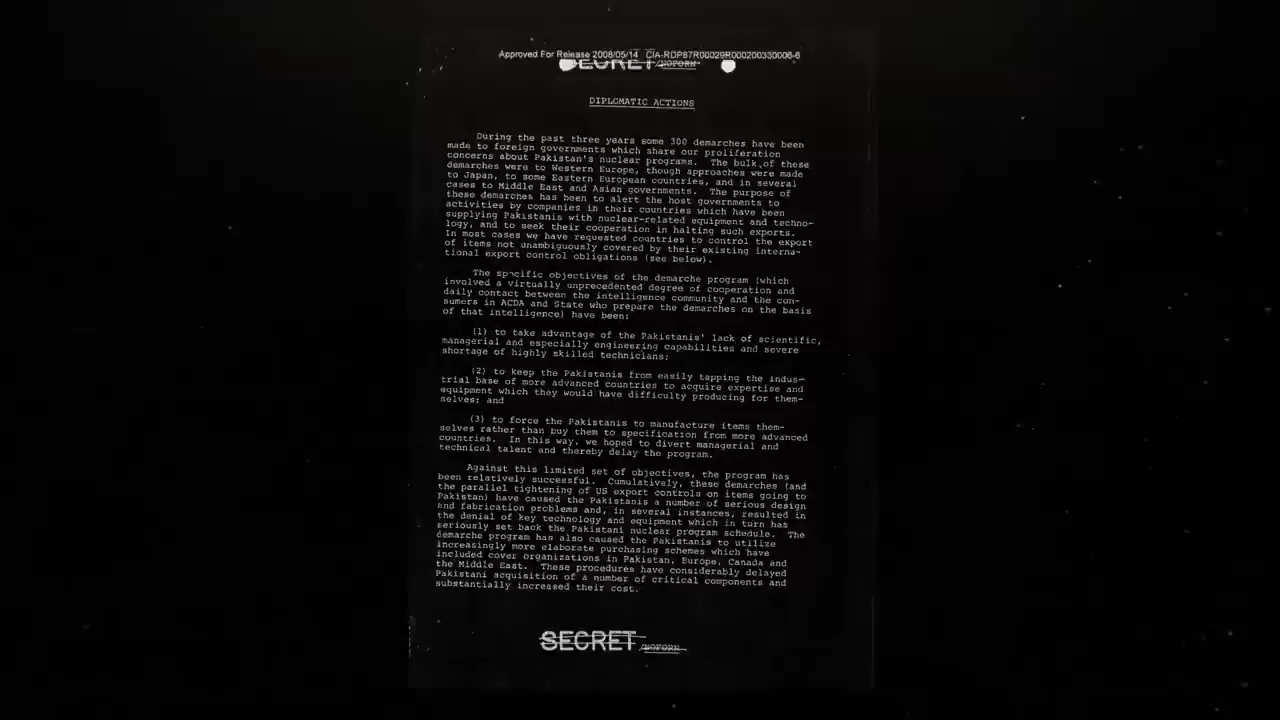 Approved For Release 2008/05/14 CIA-RDP87R00029R000200330006-6
SECRET/NOFORN
DIPLOMATIC ACTIONS
During the past three years some 300 demarches have been
made to foreign governments which share our proliferation
concerns about Pakistan's nuclear programs. The bulk of these
demarches were to Western Europe, though approaches were made
to Japan, to some Eastern European countries, and in several
cases to Middle East and Asian governments. The purpose of
these demarches has been to alert the host governments to
activities by companies in their countries which have been
supplying Pakistanis with nuclear-related equipment and techno-
logy, and to seek their cooperation in halting such exports.
In most cases we have requested countries to control the export
of items not unambiguously covered by their existing interna-
tional export control obligations (see below).
The specific objectives of the demarche program (which
involved a virtually unprecedented degree of cooperation and
daily contact between the intelligence community and the con-
sumers in ACDA and State who prepare the demarches on the basis
of that intelligence) have been:
(1) to take advantage of the Pakistanis' lack of scientific,
managerial and especially engineering capabilities and severe
shortage of highly skilled technicians;
(2) to keep the Pakistanis from easily tapping the indus-
trial base of more advanced countries to acquire expertise and
equipment which they would have difficulty producing for them-
selves; and
(3) to force the Pakistanis to manufacture items them-
selves rather than buy them to specification from more advanced
countries. In this way, we hoped to divert managerial and
technical talent and thereby delay the program.
Against this limited set of objectives, the program has
been relatively successful. Cumulatively, these demarches (and
the parallel tightening of US export controls on items going to
Pakistan) have caused the Pakistanis a number of serious design
and fabrication problems and, in several instances, resulted in
the denial of key technology and equipment which in turn has
seriously set back the Pakistani nuclear program schedule. The
demarche program has also caused the Pakistanis to utilize
increasingly more elaborate purchasing schemes which have
included cover organizations in Pakistan, Europe, Canada and
the Middle East. These procedures have considerably delayed
Pakistani acquisition of a number of critical components and
substantially increased their cost.
SECRET/NOFORN